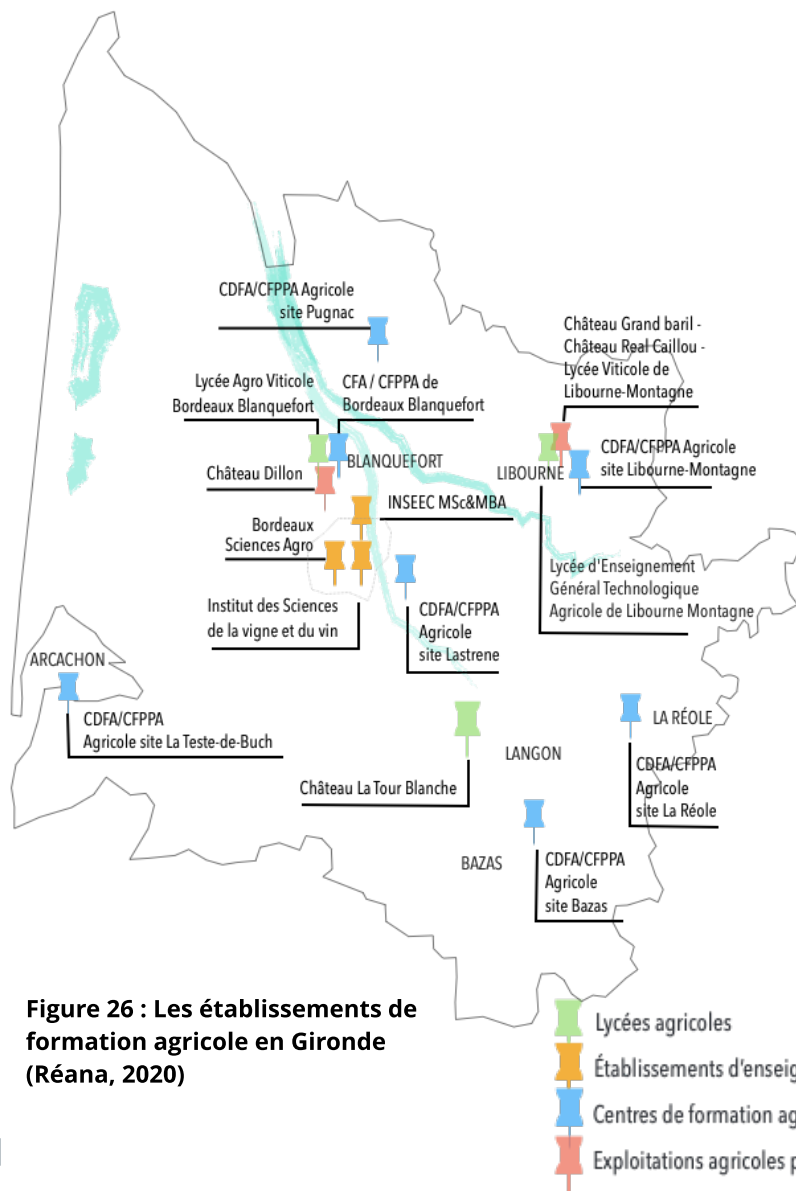 CDFA/CFPPA Agricole
site Pugnac
Château Grand baril -
Château Real Caillou -
Lycée Viticole de
Libourne-Montagne
Lycée Agro Viticole
Bordeaux Blanquefort
CFA / CFPPA de
Bordeaux Blanquefort
BLANQUEFORT
Château Dillon
LIBOURNE
CDFA/CFPPA Agricole
site Libourne-Montagne
INSEEC MSc&MBA
Bordeaux
Sciences Agro
Institut des Sciences
de la vigne et du vin
CDFA/CFPPA
Agricole
site Lastrene
Lycée d'Enseignement
Général Technologique
Agricole de Libourne Montagne
ARCACHON
CDFA/CFPPA
Agricole site La Teste-de-Buch
LANGON
Château La Tour Blanche
LA RÉOLE
CDFA/CFPPA
Agricole
site La Réole
BAZAS
CDFA/CFPPA
Agricole
site Bazas
Figure 26 : Les établissements de
formation agricole en Gironde
(Réana, 2020)
Lycées agricoles
Établissements d'enseig
Centres de formation ag
Exploitations agricoles p